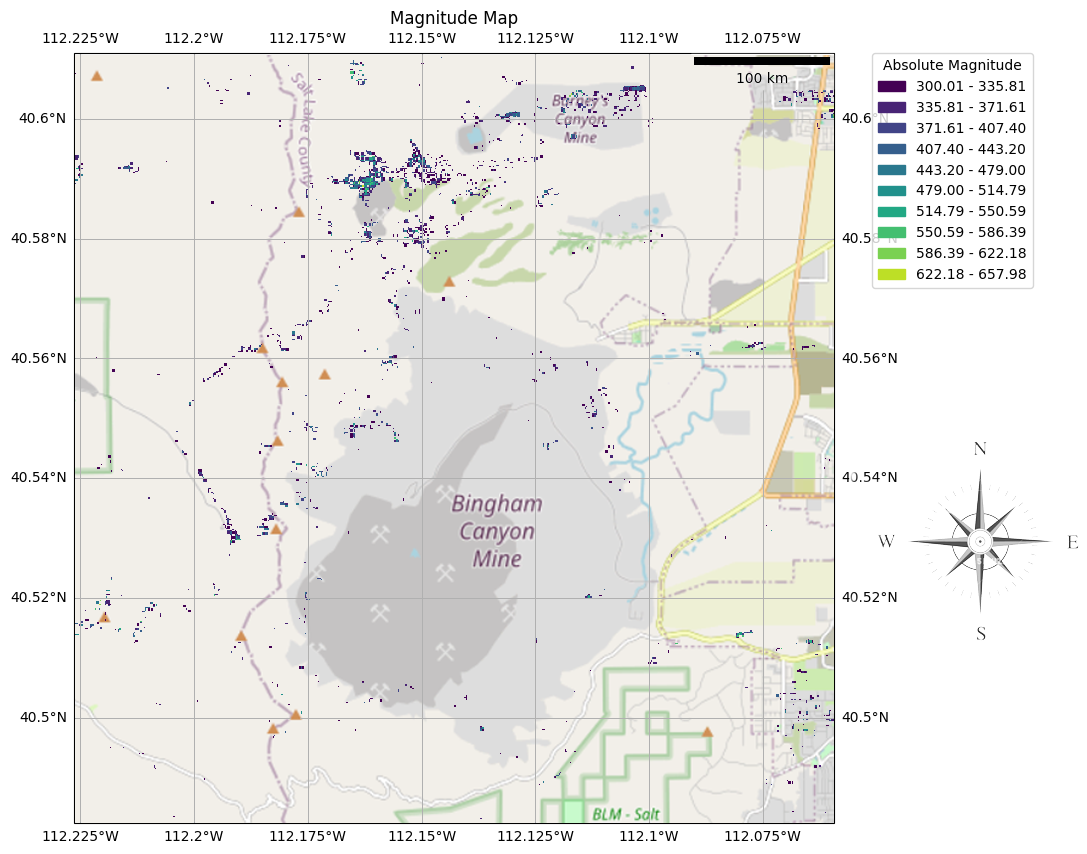 Magnitude Map
112.225°W 112.2°W 112.175°W 112.15°W 112.125°W 112.1°W 112.075°W
100 km
Salt Lake County
Barney's
Canyon
Mine
40.6°N 40.6°N
40.58°N 40.58°N
40.56°N 40.56°N
40.54°N 40.54°N
Bingham
Canyon
Mine
40.52°N 40.52°N
40.5°N 40.5°N
BLM - Salt
112.225°W 112.2°W 112.175°W 112.15°W 112.125°W 112.1°W 112.075°W
Absolute Magnitude
300.01 - 335.81
335.81 - 371.61
371.61 - 407.40
407.40 - 443.20
443.20 - 479.00
479.00 - 514.79
514.79 - 550.59
550.59 - 586.39
586.39 - 622.18
622.18 - 657.98
N
W E
S